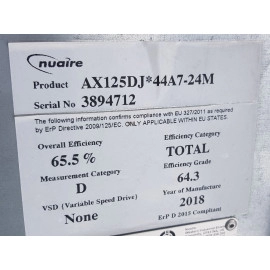 nuaire
Product AX125DJ*44A7-24M
Serial No 3894712
The following information confirms compliance with EU 327/2011 as required
by ErP Directive 2009/125/EC. ONLY APPLICABLE WITHIN EU STATES.
Overall Efficiency Efficiency Category
65.5 % TOTAL
Measurement Category Efficiency Grade
D 64.3
VSD (Variable Speed Drive) Year of Manufacture
None 2018
ErP D 2015 Compliant